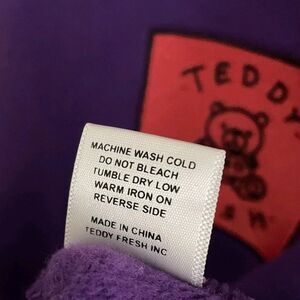 TEDDY
MACHINE WASH COLD
DO NOT BLEACH
TUMBLE DRY LOW
WARM IRON ON
REVERSE SIDE
MADE IN CHINA
TEDDY FRESH INC